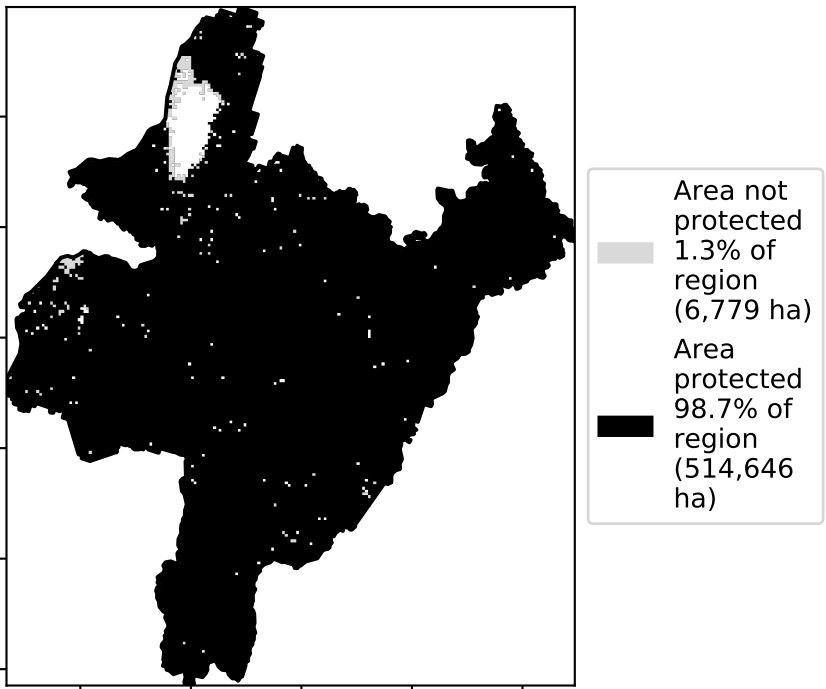 Area not
protected
1.3% of
region
(6,779 ha)
Area
protected
98.7% of
region
(514,646
ha)